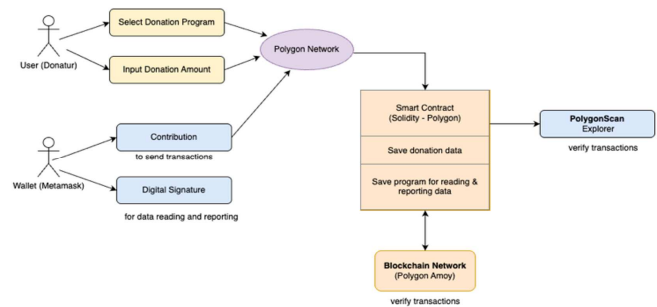 Select Donation Program
User (Donatur)
Input Donation Amount
Polygon Network
Contribution
to send transactions
Wallet (Metamask)
Digital Signature
for data reading and reporting
Smart Contract
(Solidity - Polygon)
Save donation data
Save program for reading &
reporting data
PolygonScan
Explorer
verify transactions
Blockchain Network
(Polygon Amoy)
verify transactions